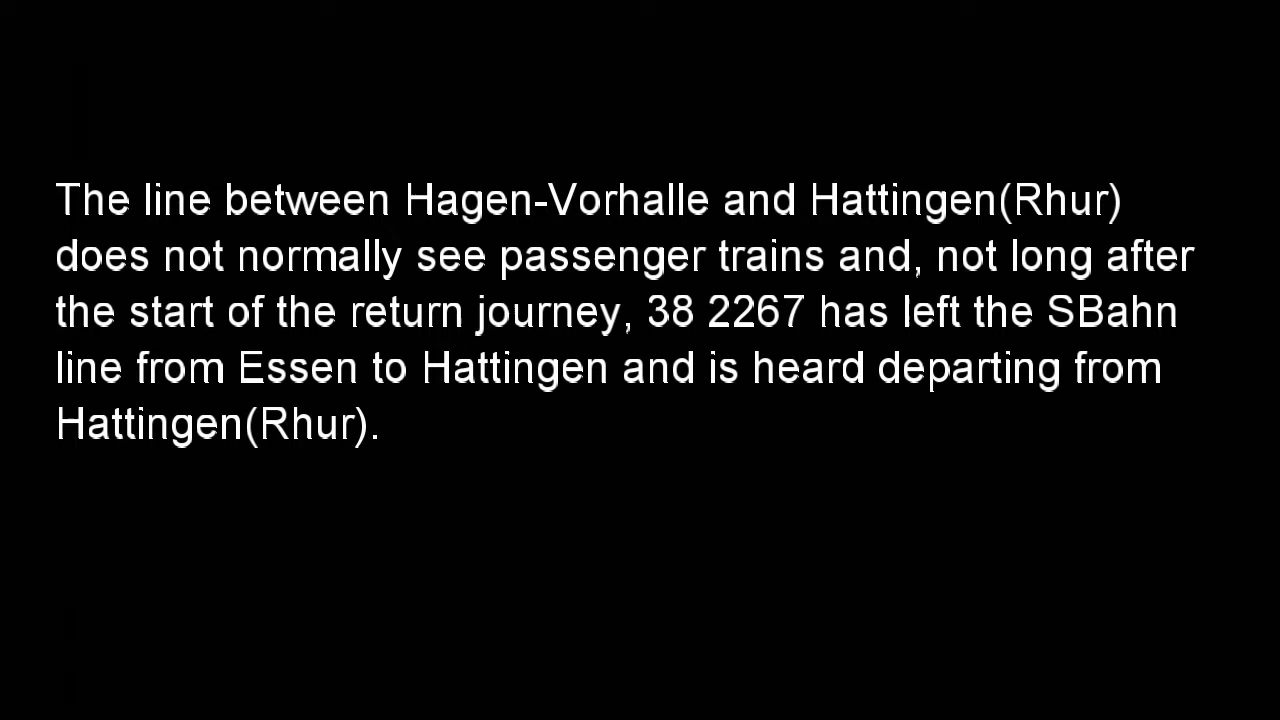 The line between Hagen-Vorhalle and Hattingen(Rhur)
does not normally see passenger trains and, not long after
the start of the return journey, 38 2267 has left the SBahn
line from Essen to Hattingen and is heard departing from
Hattingen(Rhur).